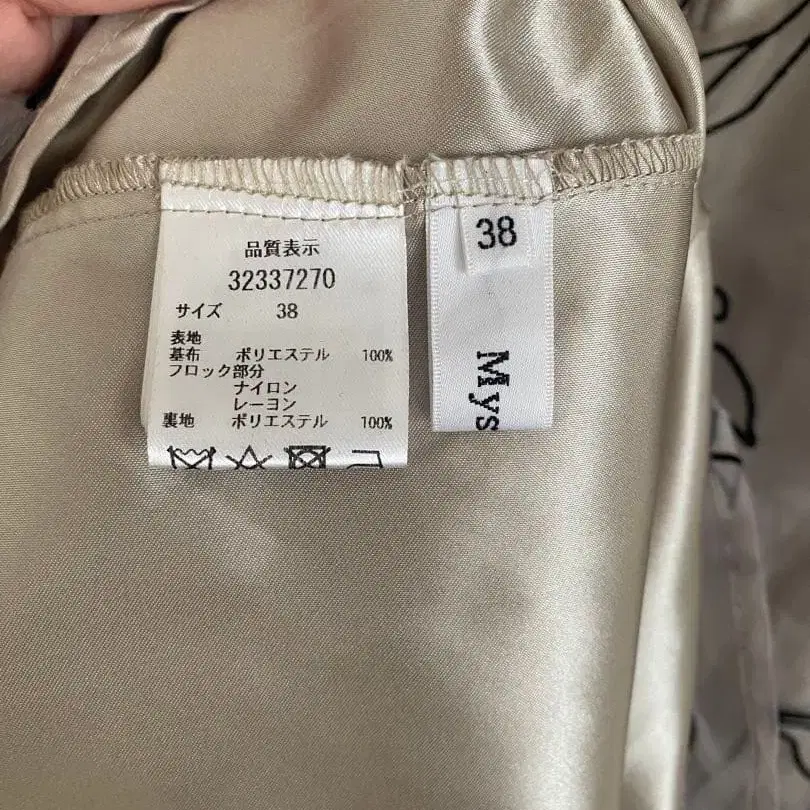 品質表示
32337270
サイズ 38
表地
基布 ポリエステル 100%
フロック部分
ナイロン
レーヨン
裏地 ポリエステル 100%
38
Mys